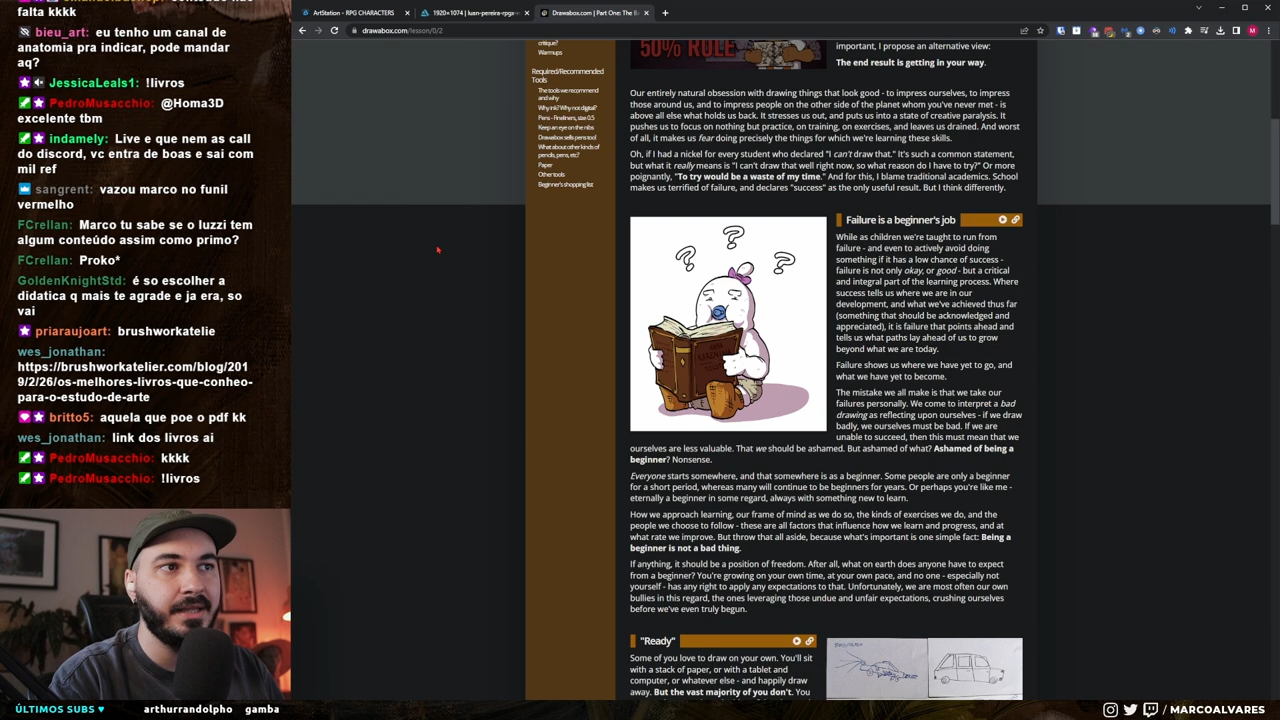 falta kkkk
bieu_art: eu tenho um canal de
anatomia pra indicar, pode mandar
aq?
JessicaLeals1: !livros
PedroMusacchio: @Homa3D
excelente tbm
indamely: Live e que nem as call
do discord, vc entra de boas e sai com
mil ref
sangrent: vazou marco no funil
vermelho
FCrellan: Marco tu sabe se o luzzi tem
algum conteúdo assim como primo?
FCrellan: Proko*
GoldenKnightStd: é so escolher a
didatica q mais te agrade e ja era, so
vai
priaraujoart: brushworkatelie
wes_jonathan:
https://brushworkatelier.com/blog/201
9/2/26/os-melhores-livros-que-conheo-
para-o-estudo-de-arte
britto5: aquela que poe o pdf kk
wes_jonathan: link dos livros ai
PedroMusacchio: kkkk
PedroMusacchio: !livros
ÚLTIMOS SUBS ♥ arthurrandolpho gamba
ArtStation - RPG CHARACTERS
1920×1074 | luan-pereira-rpgx
Drawabox.com | Part One: The B
drawabox.com/lesson/0/2
critique?
Warmups
Required/Recommended
Tools
The tools we recommend
and why
Why ink? Why not digital?
Pens - Fineliners, size 0.5
Keep an eye on the nibs
Drawabox sells pens too!
What about other kinds of
pencils, pens, etc?
Paper
Other tools
Beginner's shopping list
50% RULE
important, I propose an alternative view:
The end result is getting in your way.
Our entirely natural obsession with drawing things that look good - to impress ourselves, to impress
those around us, and to impress people on the other side of the planet whom you've never met - is
above all else what holds us back. It stresses us out, and puts us into a state of creative paralysis. It
pushes us to focus on nothing but practice, on training, on exercises, and leaves us drained. And worst
of all, it makes us fear doing precisely the things for which we're learning these skills.
Oh, if I had a nickel for every student who declared "I can't draw that." It's such a common statement,
but what it really means is "I can't draw that well right now, so what reason do I have to try?" Or more
poignantly, "To try would be a waste of my time." And for this, I blame traditional academics. School
makes us terrified of failure, and declares "success" as the only useful result. But I think differently.
Failure is a beginner's job
While as children we're taught to run from
failure - and even to actively avoid doing
something if it has a low chance of success -
failure is not only okay, or good - but a critical
and integral part of the learning process. Where
success tells us where we are in our
development, and what we've achieved thus far
(something that should be acknowledged and
appreciated), it is failure that points ahead and
tells us what paths lay ahead of us to grow
beyond what we are today.
Failure shows us where we have yet to go, and
what we have yet to become.
The mistake we all make is that we take our
failures personally. We come to interpret a bad
drawing as reflecting upon ourselves - if we draw
badly, we ourselves must be bad. If we are
unable to succeed, then this must mean that we
ourselves are less valuable. That we should be ashamed. But ashamed of what? Ashamed of being a
beginner? Nonsense.
Everyone starts somewhere, and that somewhere is as a beginner. Some people are only a beginner
for a short period, whereas many will continue to be beginners for years. Or perhaps you're like me -
eternally a beginner in some regard, always with something new to learn.
How we approach learning, our frame of mind as we do so, the kinds of exercises we do, and the
people we choose to follow - these are all factors that influence how we learn and progress, and at
what rate we improve. But throw that all aside, because what's important is one simple fact: Being a
beginner is not a bad thing.
If anything, it should be a position of freedom. After all, what on earth does anyone have to expect
from a beginner? You're growing on your own time, at your own pace, and no one - especially not
yourself - has any right to apply any expectations to that. Unfortunately, we are most often our own
bullies in this regard, the ones leveraging those undue and unfair expectations, crushing ourselves
before we've even truly begun.
"Ready"
Some of you love to draw on your own. You'll sit
with a stack of paper, or with a tablet and
computer, or whatever else - and happily draw
away. But the vast majority of you don't. You
/ MARCOALVARES